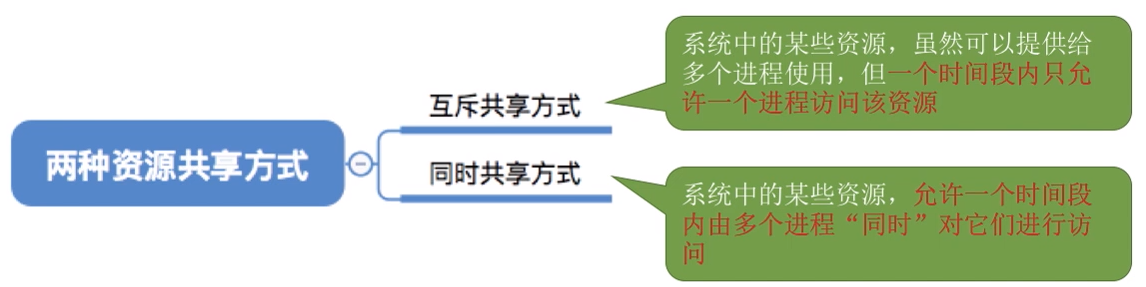 两种资源共享方式
互斥共享方式
系统中的某些资源，虽然可以提供给
多个进程使用，但一个时间段内只允
许一个进程访问该资源
同时共享方式
系统中的某些资源，允许一个时间段
内由多个进程“同时”对它们进行访
问